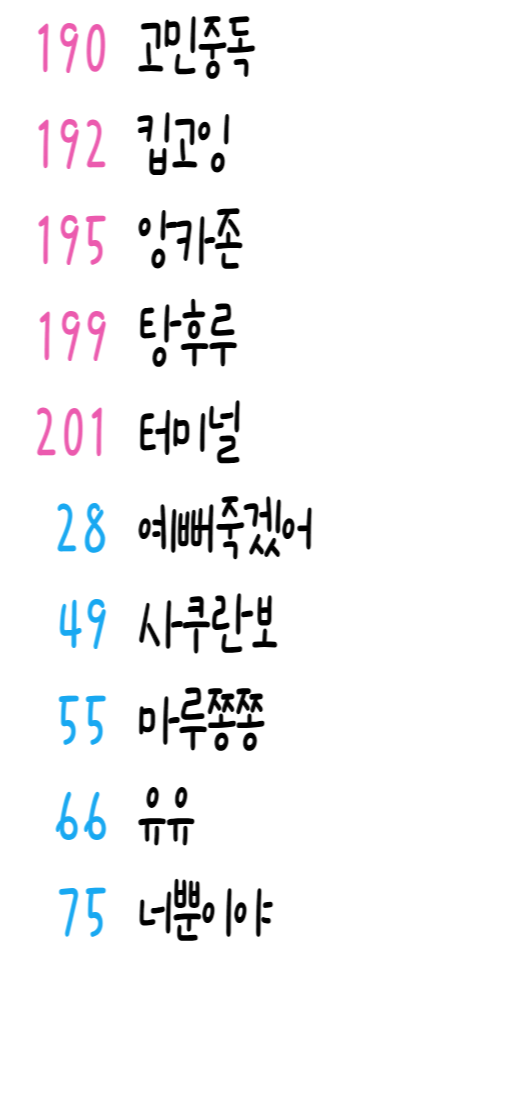 190 고민중독
192 킵고잉
195 앙카존
199 탕후루
201 터미널
28 예뻐죽겠어
49 사쿠란보
55 마루쫑쫑
66 유유
75 너뿐이야